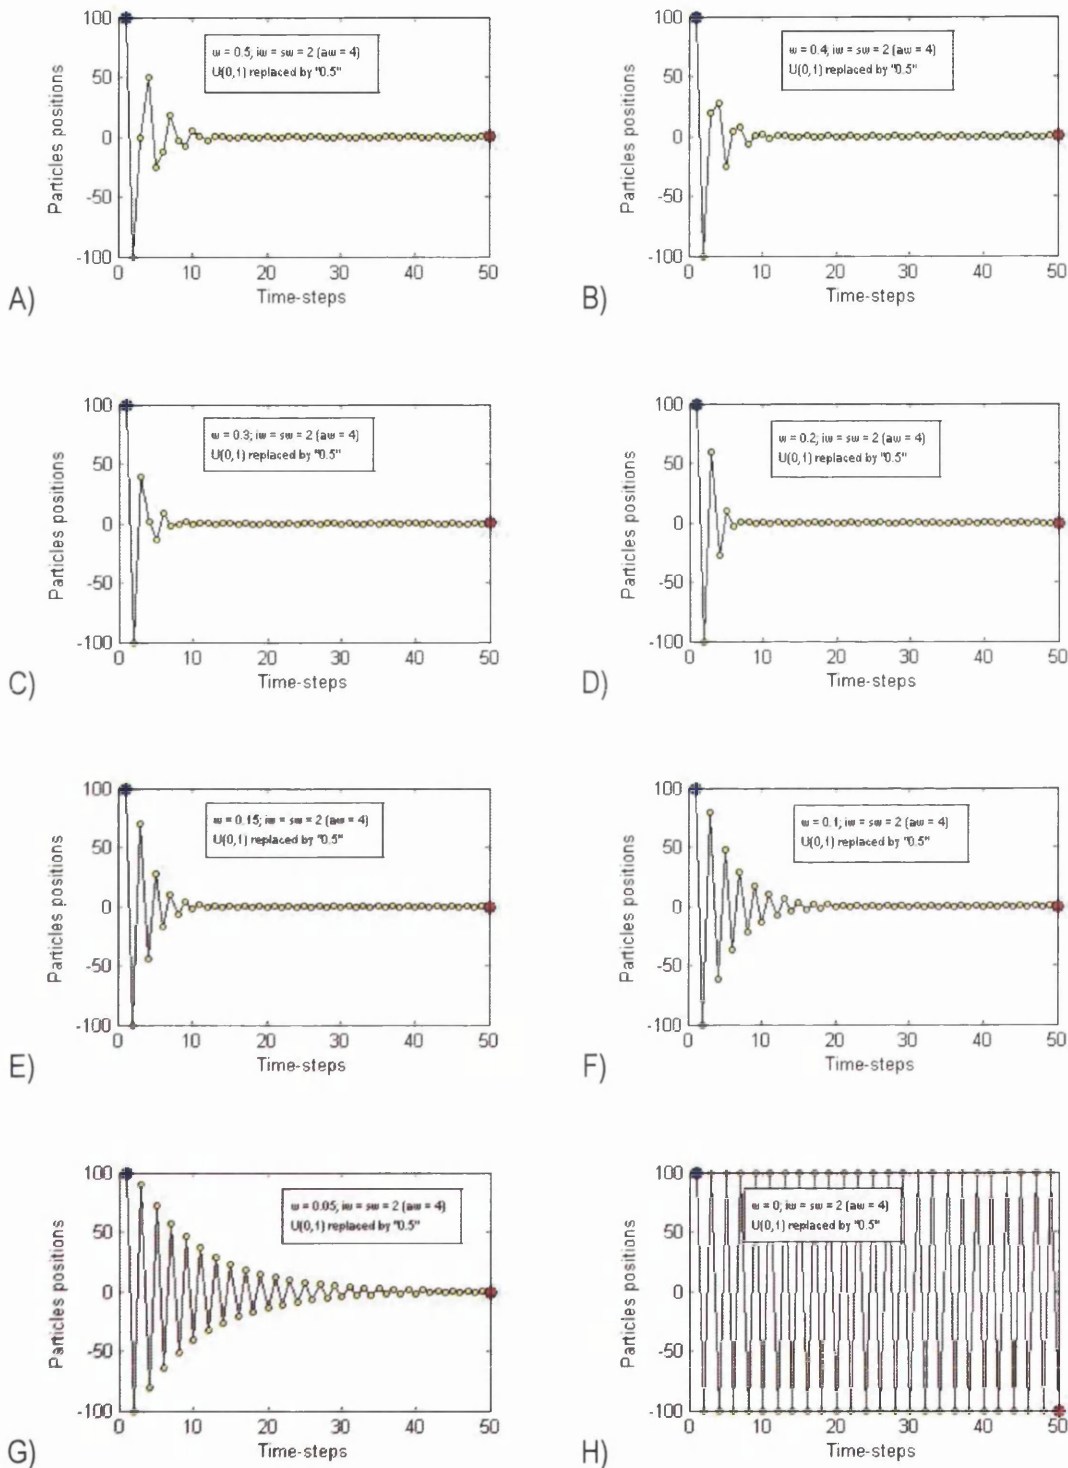 100
50
0
-50
-100
Particles positions
w = 0.5; iw = sw = 2 (aw = 4)
U(0,1) replaced by "0.5"
0 10 20 30 40 50
Time-steps
A)
100
50
0
-50
-100
Particles positions
w = 0.4; iw = sw = 2 (aw = 4)
U(0,1) replaced by "0.5"
0 10 20 30 40 50
Time-steps
B)
100
50
0
-50
-100
Particles positions
w = 0.3; iw = sw = 2 (aw = 4)
U(0,1) replaced by "0.5"
0 10 20 30 40 50
Time-steps
C)
100
50
0
-50
-100
Particles positions
w = 0.2; iw = sw = 2 (aw = 4)
U(0,1) replaced by "0.5"
0 10 20 30 40 50
Time-steps
D)
100
50
0
-50
-100
Particles positions
w = 0.15; iw = sw = 2 (aw = 4)
U(0,1) replaced by "0.5"
0 10 20 30 40 50
Time-steps
E)
100
50
0
-50
-100
Particles positions
w = 0.1; iw = sw = 2 (aw = 4)
U(0,1) replaced by "0.5"
0 10 20 30 40 50
Time-steps
F)
100
50
0
-50
-100
Particles positions
w = 0.05; iw = sw = 2 (aw = 4)
U(0,1) replaced by "0.5"
0 10 20 30 40 50
Time-steps
G)
100
50
0
-50
-100
Particles positions
w = 0; iw = sw = 2 (aw = 4)
U(0,1) replaced by "0.5"
0 10 20 30 40 50
Time-steps
H)